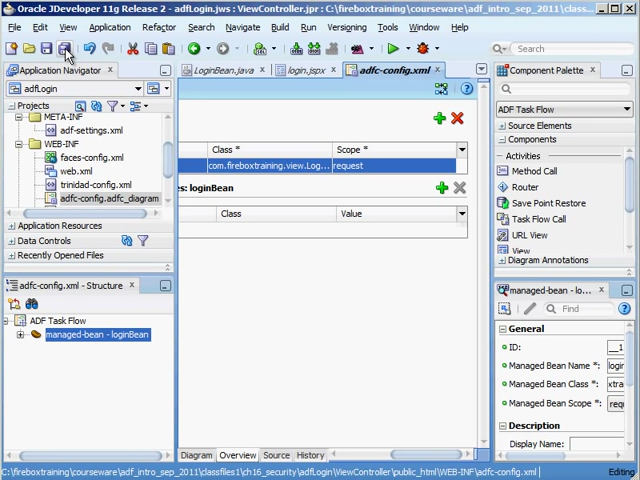 Oracle JDeveloper 11g Release 2 - adfLogin.jws : ViewController.jpr : C:\fireboxtraining\courseware\adf_intro_sep_2011\class...
File Edit View Application Refactor Search Navigate Build Run Versioning Tools Window Help
Search
Application Navigator
adfLogin
Projects
META-INF
adf-settings.xml
WEB-INF
faces-config.xml
web.xml
trinidad-config.xml
adfc-config.adfc_diagram
Application Resources
Data Controls
Recently Opened Files
adfc-config.xml - Structure
ADF Task Flow
managed-bean - loginBean
LoginBean.java
login.jspx
adfc-config.xml
Class * Scope *
com.fireboxtraining.view.Log... request
es: loginBean
Class Value
Diagram Overview Source History
Component Palette
ADF Task Flow
Source Elements
Components
Activities
Method Call
Router
Save Point Restore
Task Flow Call
URL View
View
Diagram Annotations
managed-bean - lo...
Find
General
ID: __1
Managed Bean Name *: login
Managed Bean Class *: xtra
Managed Bean Scope *: req
Description
Display Name:
C:\fireboxtraining\courseware\adf_intro_sep_2011\classfiles1\ch16_security\adfLogin\ViewController\public_html\WEB-INF\adfc-config.xml Editing